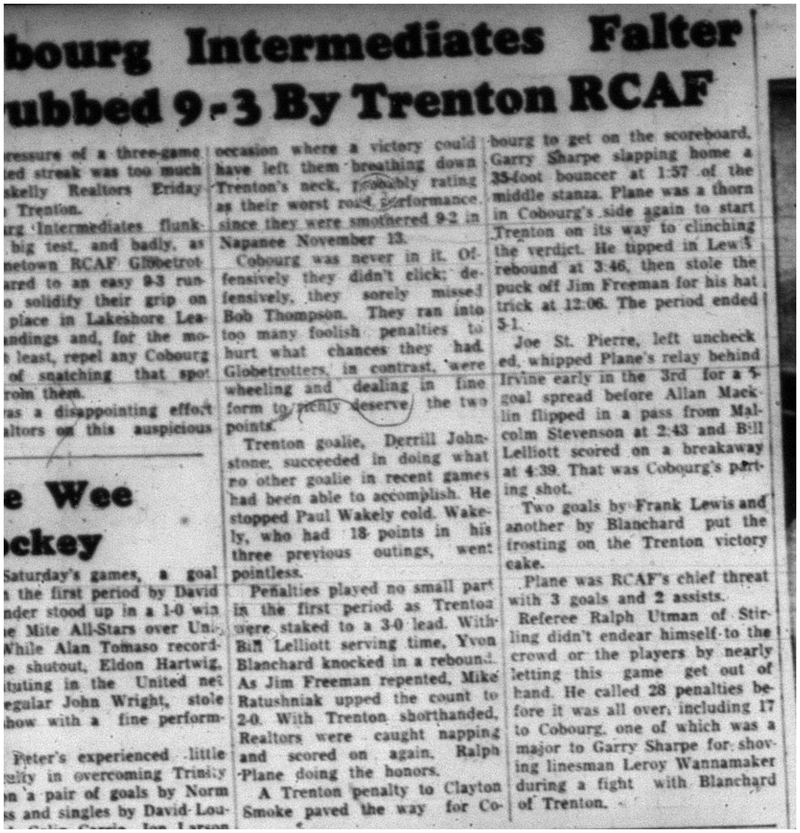 bourg Intermediates Falter
ubbed 9-3 By Trenton RCAF
ressure of a three-game
ed streak was too much
skelly Realtors Eriday
Trenton.
rg Intermediates flunk-
big test, and badly, as
netown RCAF Globetrot-
ared to an easy 9-3 run-
o solidify their grip on
place in Lakeshore Lea-
andings and, for the mo-
least, repel any Cobourg
of snatching that spot
rom them.
as a disappointing effort
altors on this auspicious
e Wee
ockey
Saturday's games, a goal
n the first period by David
nder stood up in a 1-0 win
e Mite All-Stars over Uni-
While Alan Tomaso record-
e shutout, Eldon Hartwig,
ituting in the United net
egular John Wright, stole
how with a fine perform-
Peter's experienced little
ulty in overcoming Trinity
on a pair of goals by Norm
ss and singles by David Lou-
Colin Jon Larson
occasion where a victory could
have left them breathing down
Trenton's neck, probably rating
as their worst road performance
since they were smothered 9-2 in
Napanee November 13.
Cobourg was never in it. Of-
fensively they didn't click; de-
fensively, they sorely missed
Bob Thompson. They ran into
too many foolish penalties to
hurt what chances they had.
Globetrotters, in contrast, were
wheeling and dealing in fine
form to richly deserve the two
points.
Trenton goalie, Derrill John-
stone, succeeded in doing what
no other goalie in recent games
had been able to accomplish. He
stopped Paul Wakely cold. Wake-
ly, who had 18 points in his
three previous outings, went
pointless.
Penalties played no small part
in the first period as Trenton
were staked to a 3-0 lead. With
Bill Lelliott serving time, Yvon
Blanchard knocked in a rebound.
As Jim Freeman repented, Mike
Ratushniak upped the count to
2-0. With Trenton shorthanded,
Realtors were caught napping
and scored on again, Ralph
Plane doing the honors.
A Trenton penalty to Clayton
Smoke paved the way for Co-
bourg to get on the scoreboard,
Garry Sharpe slapping home a
35-foot bouncer at 1:57 of the
middle stanza. Plane was a thorn
in Cobourg's side again to start
Trenton on its way to clinching
the verdict. He tipped in Lewis
rebound at 3:46, then stole the
puck off Jim Freeman for his hat
trick at 12:06. The period ended
5-1.
Joe St. Pierre, left uncheck
ed, whipped Plane's relay behind
Irvine early in the 3rd for a 5-
goal spread before Allan Mack-
lin flipped in a pass from Mal-
colm Stevenson at 2:43 and Bill
Lelliott scored on a breakaway
at 4:39. That was Cobourg's part-
ing shot.
Two goals by Frank Lewis and
another by Blanchard put the
frosting on the Trenton victory
cake.
Plane was RCAF's chief threat
with 3 goals and 2 assists.
Referee Ralph Utman of Stir-
ling didn't endear himself to the
crowd or the players by nearly
letting this game get out of
hand. He called 28 penalties be-
fore it was all over, including 17
to Cobourg, one of which was a
major to Garry Sharpe for shov-
ing linesman Leroy Wannamaker
during a fight with Blanchard
of Trenton.